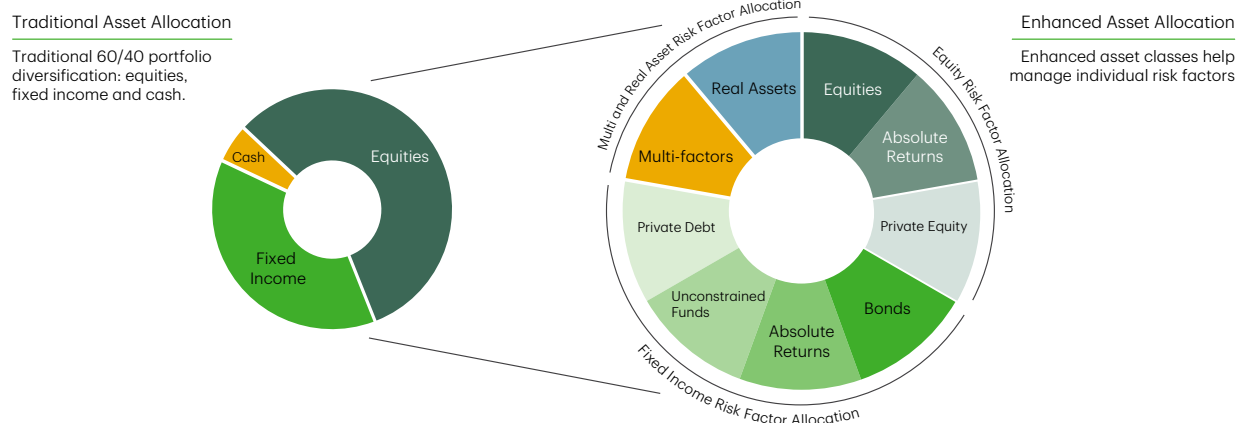 Traditional Asset Allocation
Traditional 60/40 portfolio
diversification: equities,
fixed income and cash.
Equities
Cash
Fixed
Income
Multi and Real Asset Risk Factor Allocation
Equity Risk Factor Allocation
Fixed Income Risk Factor Allocation
Real Assets
Equities
Absolute
Returns
Multi-factors
Private Debt
Private Equity
Unconstrained
Funds
Absolute
Returns
Bonds
Enhanced Asset Allocation
Enhanced asset classes help
manage individual risk factors